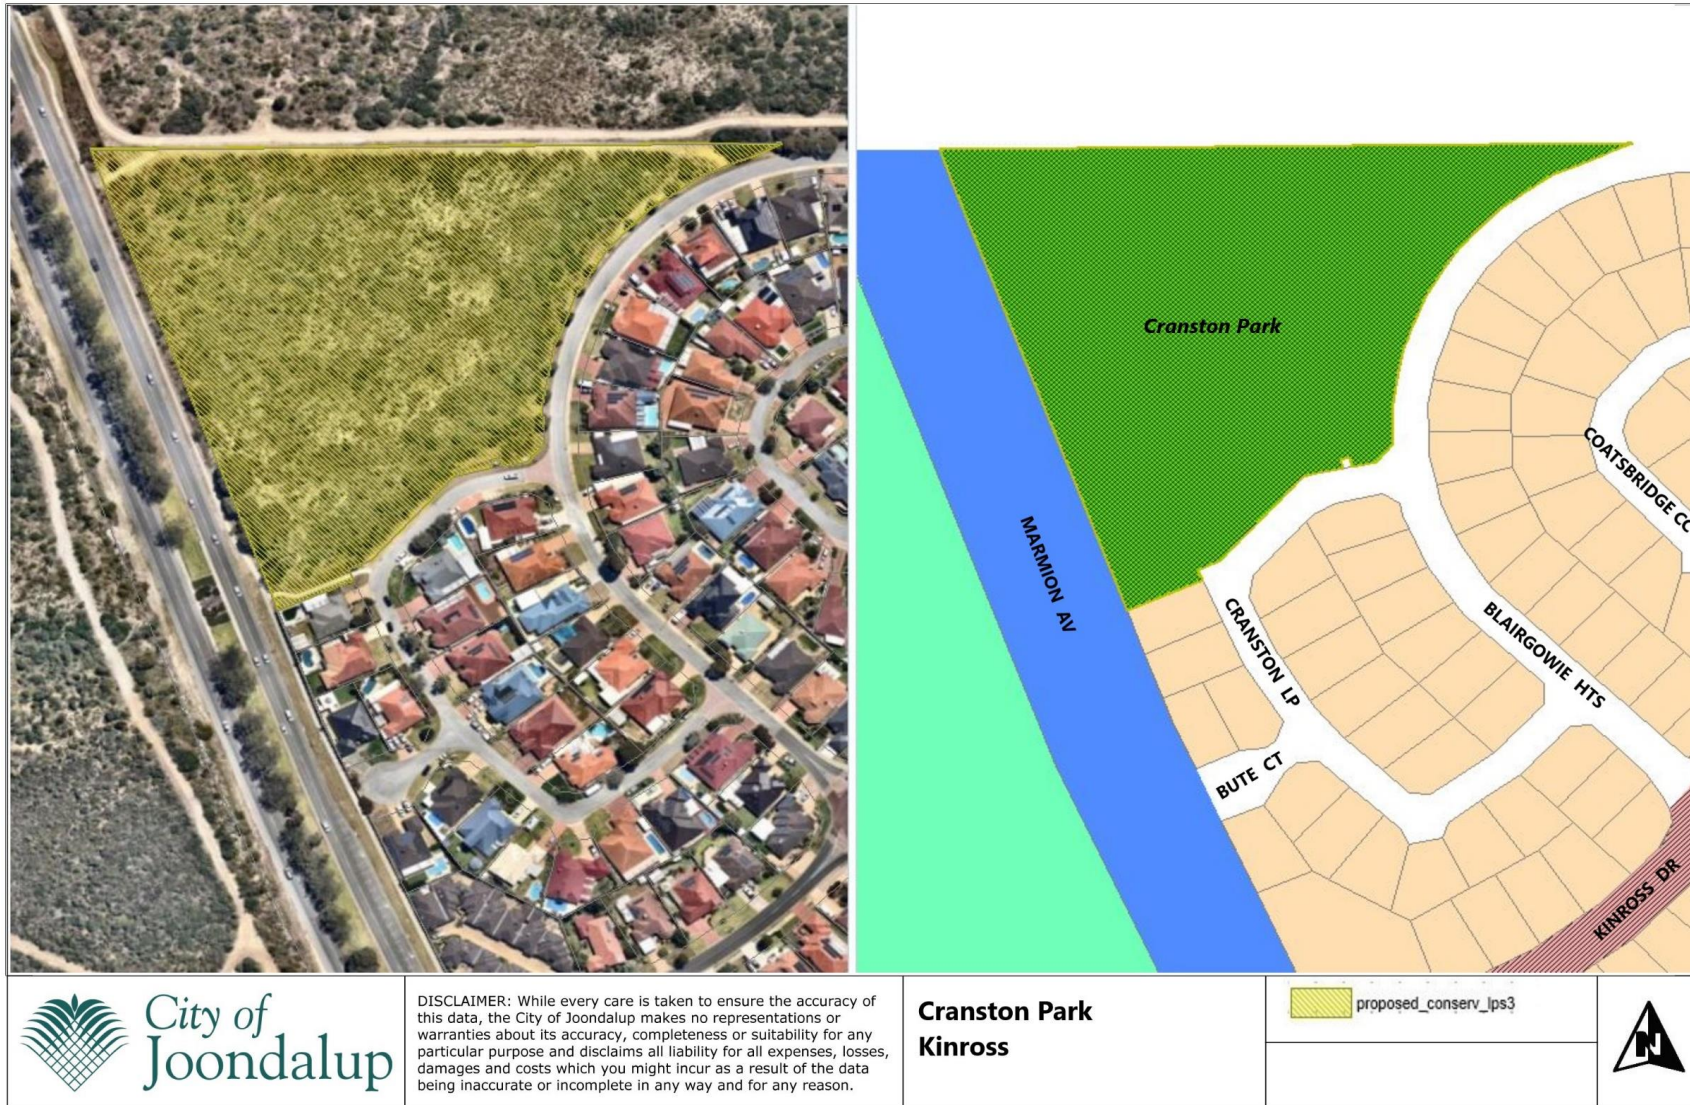 Cranston Park
MARMION AV
COATSBRIDGE CC
CRANSTON LP
BLAIRGOWIE HTS
BUTE CT
KINROSS DR
City of
Joondalup
DISCLAIMER: While every care is taken to ensure the accuracy of
this data, the City of Joondalup makes no representations or
warranties about its accuracy, completeness or suitability for any
particular purpose and disclaims all liability for all expenses, losses,
damages and costs which you might incur as a result of the data
being inaccurate or incomplete in any way and for any reason.
Cranston Park
Kinross
proposed_conserv_lps3
N